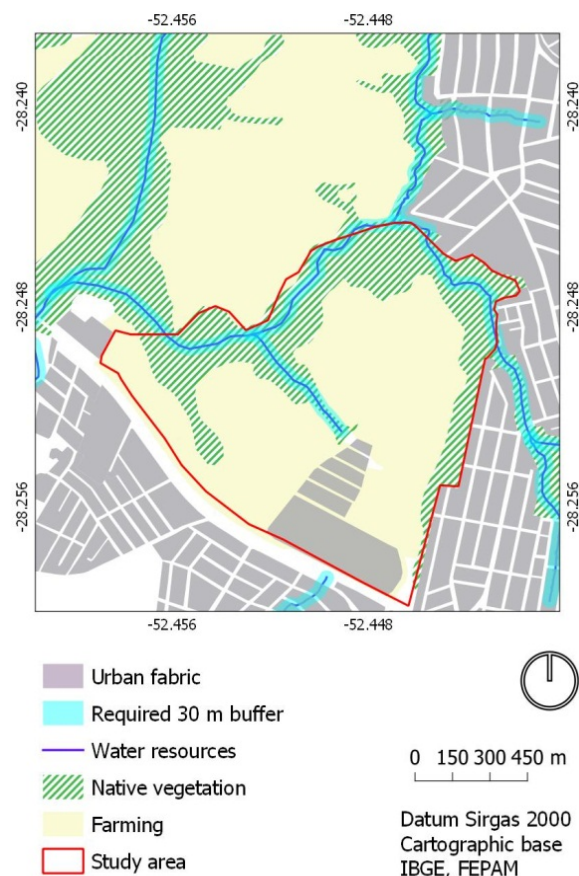 -52.456 -52.448
-28.240 -28.240
-28.248 -28.248
-28.256 -28.256
-52.456 -52.448
Urban fabric
Required 30 m buffer
Water resources
Native vegetation
Farming
Study area
0 150 300 450 m
Datum Sirgas 2000
Cartographic base
IBGE, FEPAM